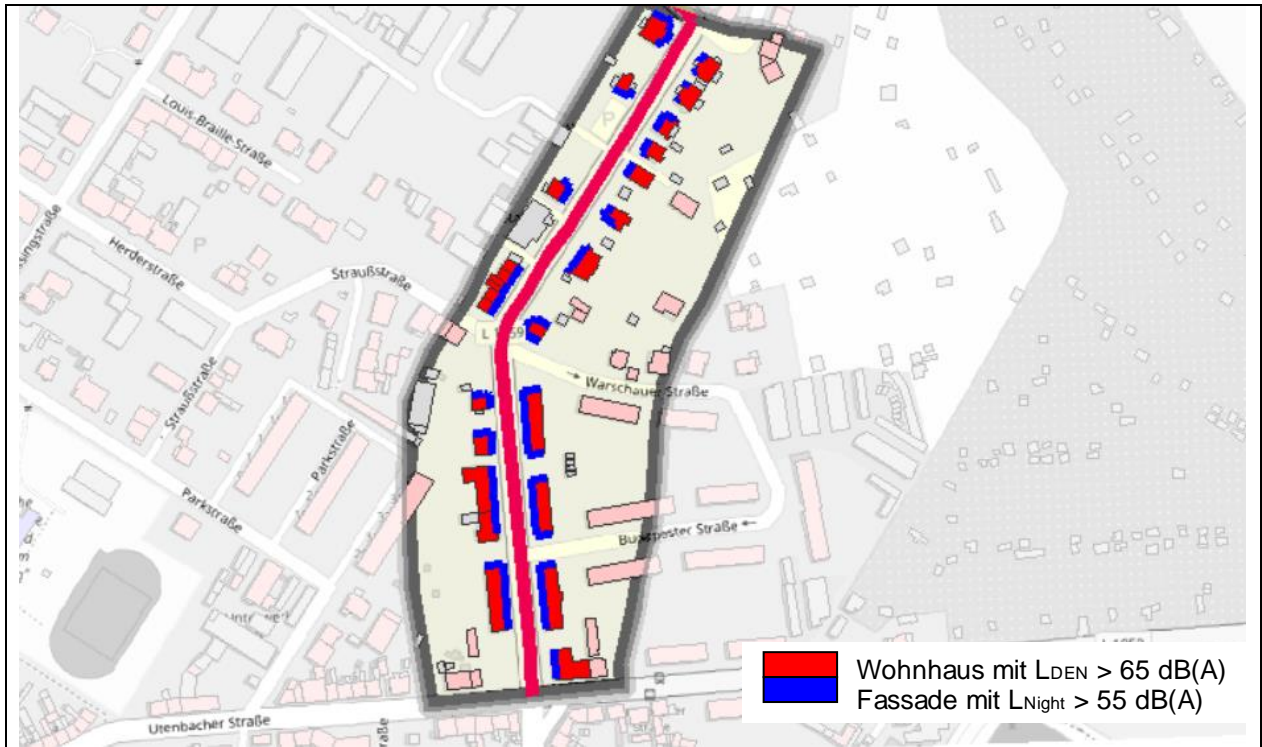 Louis-Braille-Straße
P
P
Herderstraße
Straußstraße
Straußstraße
Warschauer Straße
Parkstraße
Parkstraße
Budapester Straße
Utenbacher Straße
Wohnhaus mit LDEN > 65 dB(A)
Fassade mit LNight > 55 dB(A)